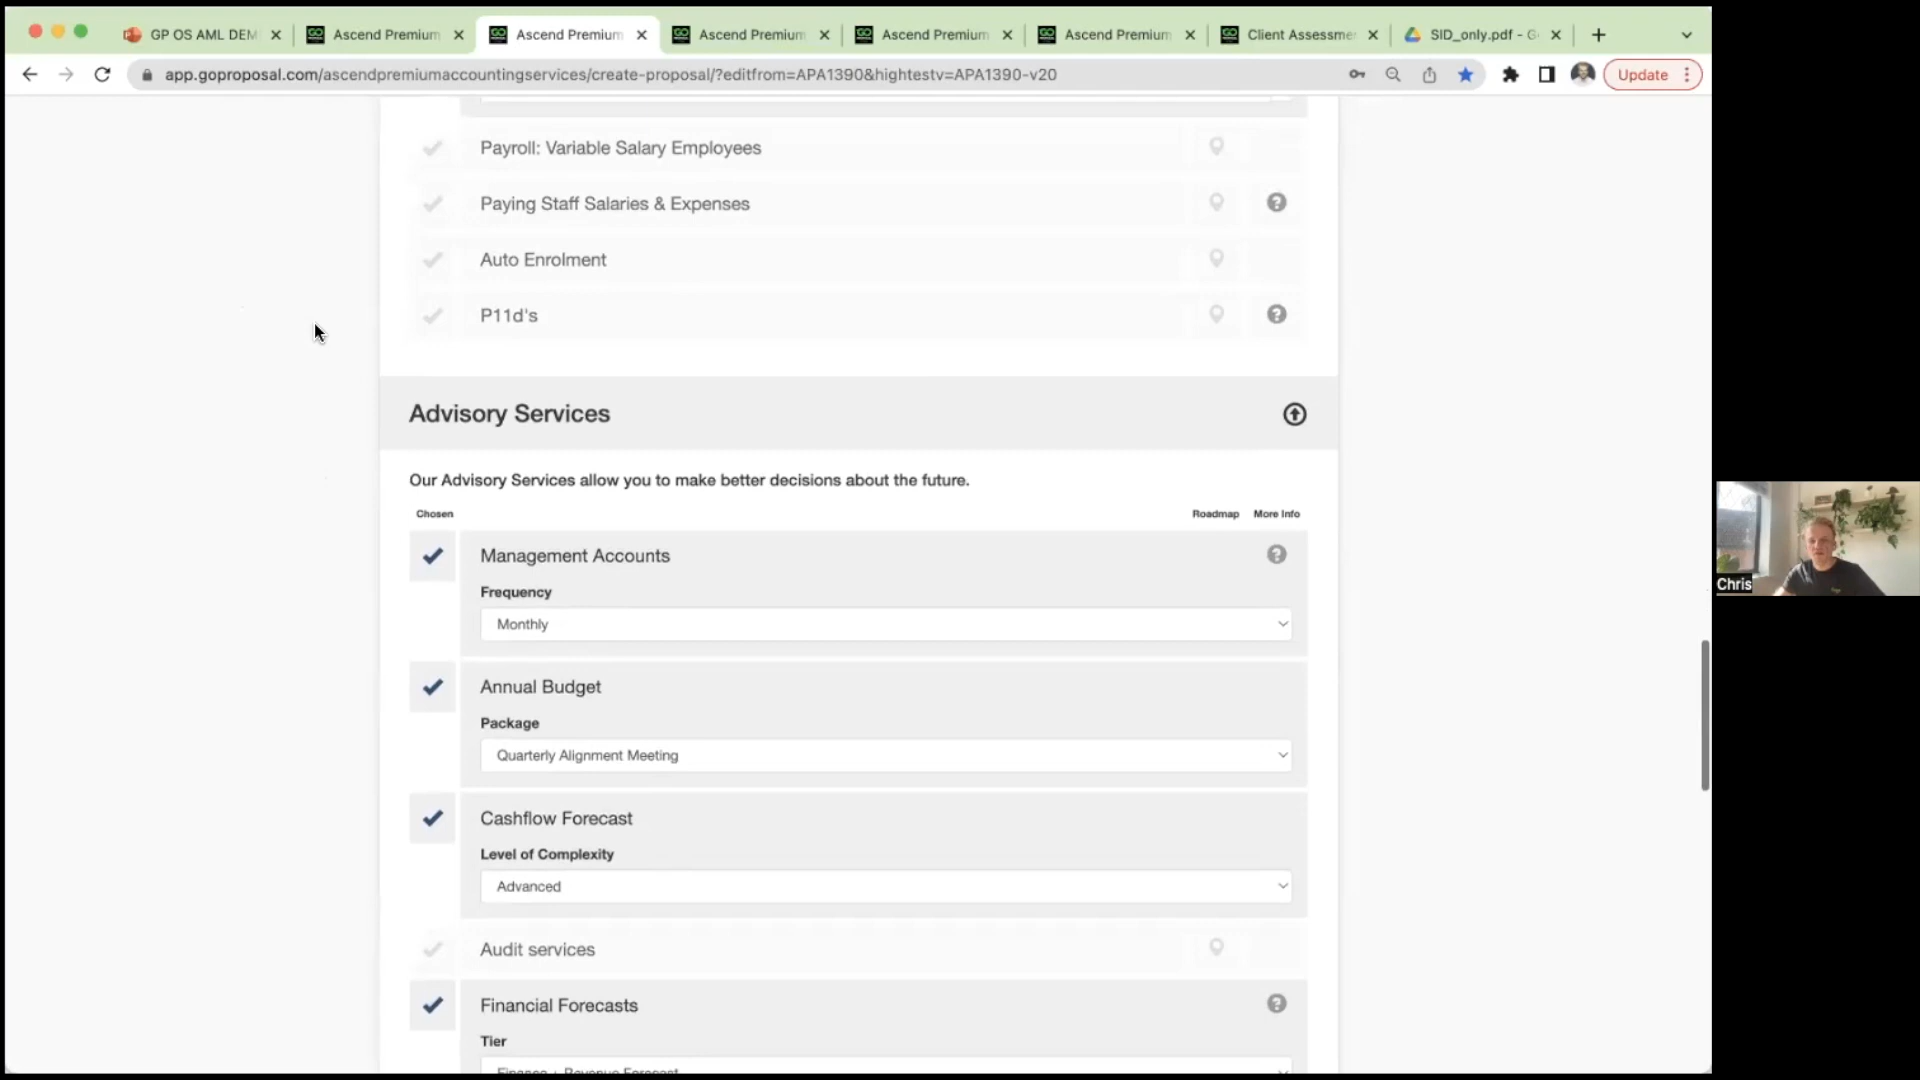 GP OS AML DEM
Ascend Premium
Ascend Premium
Ascend Premium
Ascend Premium
Ascend Premium
Client Assessme
SID_only.pdf - G
app.goproposal.com/ascendpremiumaccountingservices/create-proposal/?editfrom=APA1390&hightestv=APA1390-v20
Update
Payroll: Variable Salary Employees
Paying Staff Salaries & Expenses
Auto Enrolment
P11d's
Advisory Services
Our Advisory Services allow you to make better decisions about the future.
Chosen
Roadmap
More Info
Management Accounts
Frequency
Monthly
Annual Budget
Package
Quarterly Alignment Meeting
Cashflow Forecast
Level of Complexity
Advanced
Audit services
Financial Forecasts
Tier
Finance + Revenue Forecast
Chris